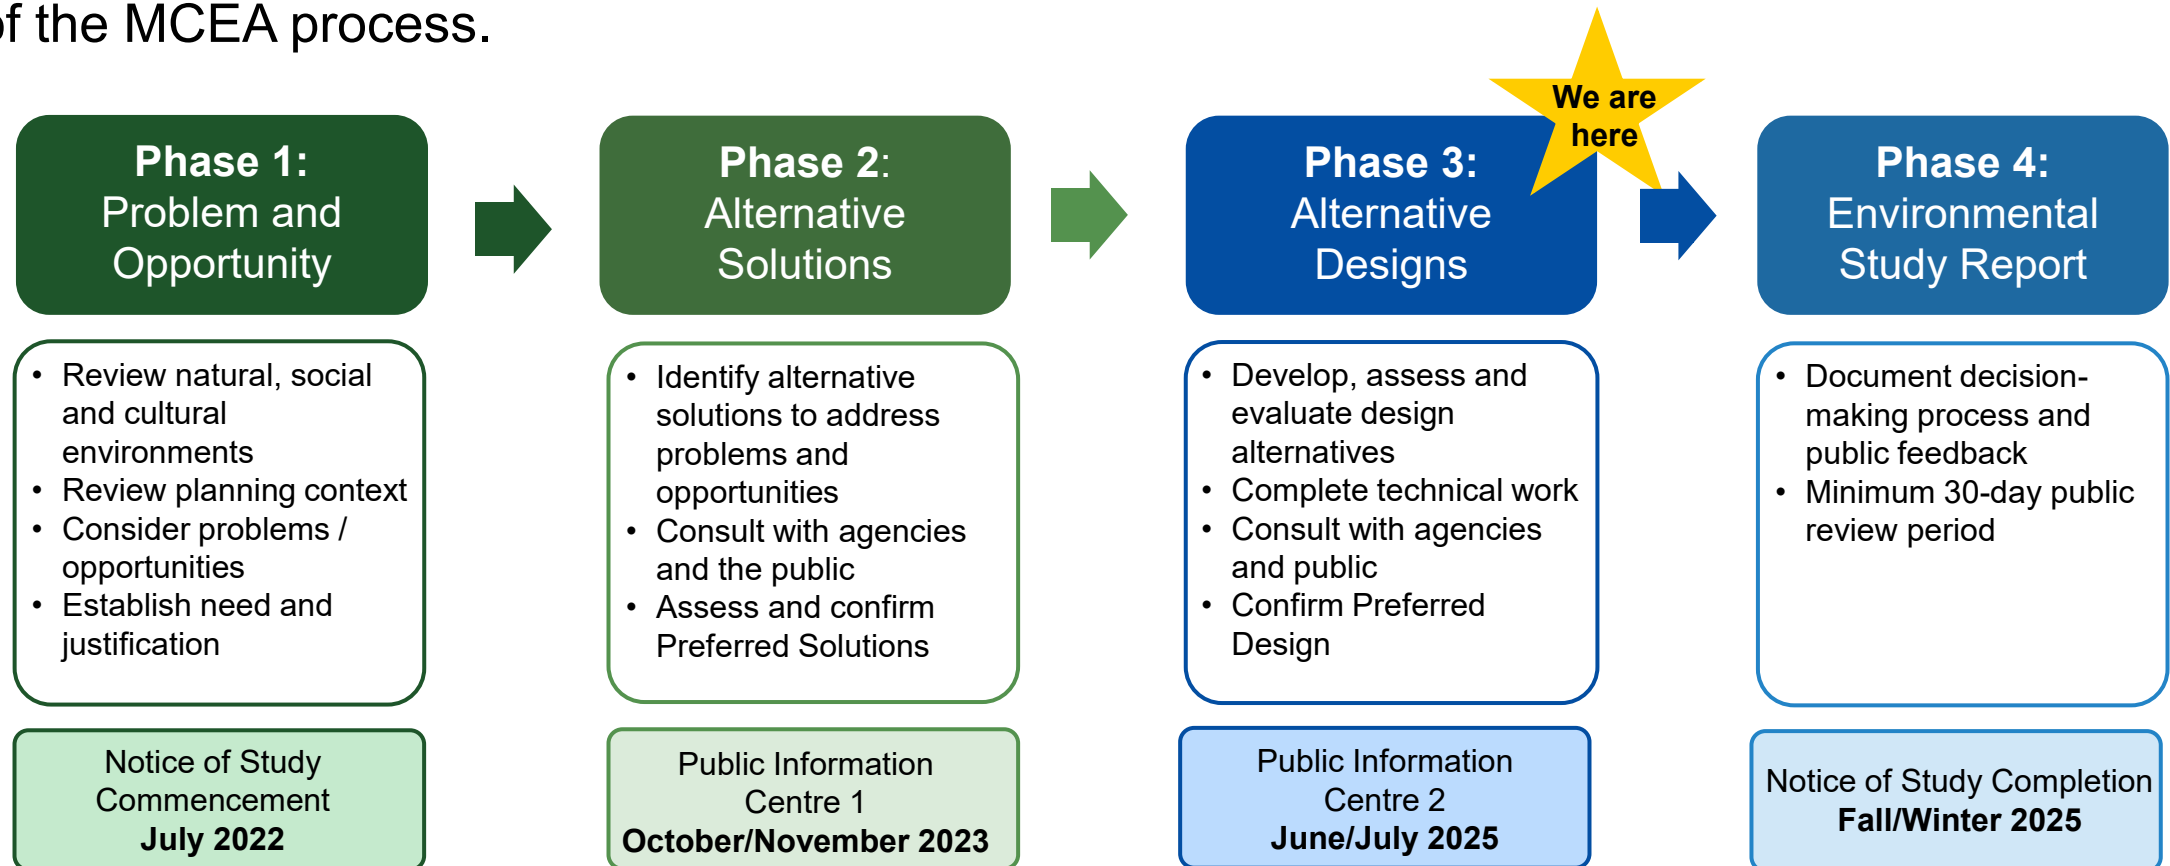 of the MCEA process.
We are
here
Phase 1:
Problem and
Opportunity
Phase 2:
Alternative
Solutions
Phase 3:
Alternative
Designs
Phase 4:
Environmental
Study Report
• Review natural, social
and cultural
environments
• Review planning context
• Consider problems /
opportunities
• Establish need and
justification
• Identify alternative
solutions to address
problems and
opportunities
• Consult with agencies
and the public
• Assess and confirm
Preferred Solutions
• Develop, assess and
evaluate design
alternatives
• Complete technical work
• Consult with agencies
and public
• Confirm Preferred
Design
• Document decision-
making process and
public feedback
• Minimum 30-day public
review period
Notice of Study
Commencement
July 2022
Public Information
Centre 1
October/November 2023
Public Information
Centre 2
June/July 2025
Notice of Study Completion
Fall/Winter 2025